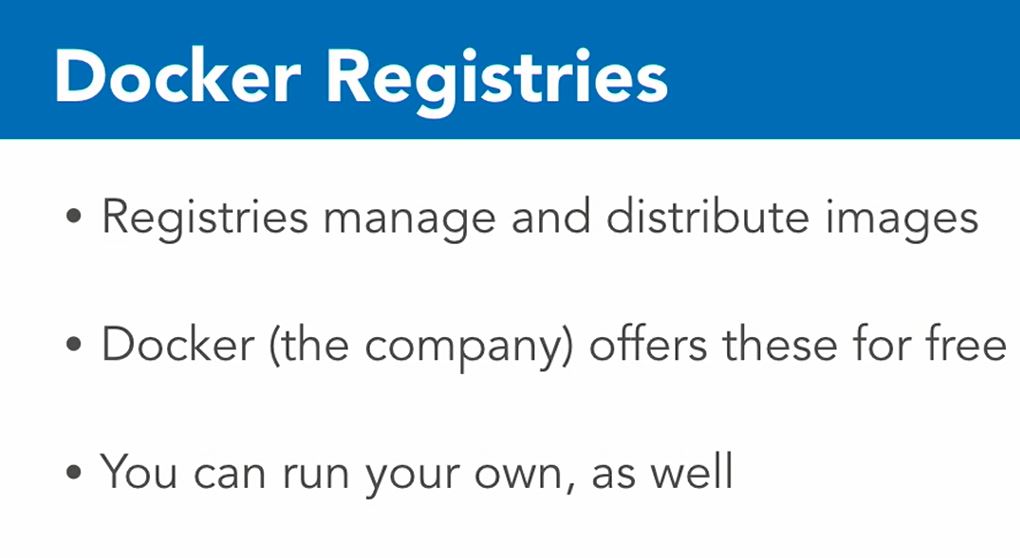 Docker Registries
• Registries manage and distribute images
• Docker (the company) offers these for free
• You can run your own, as well